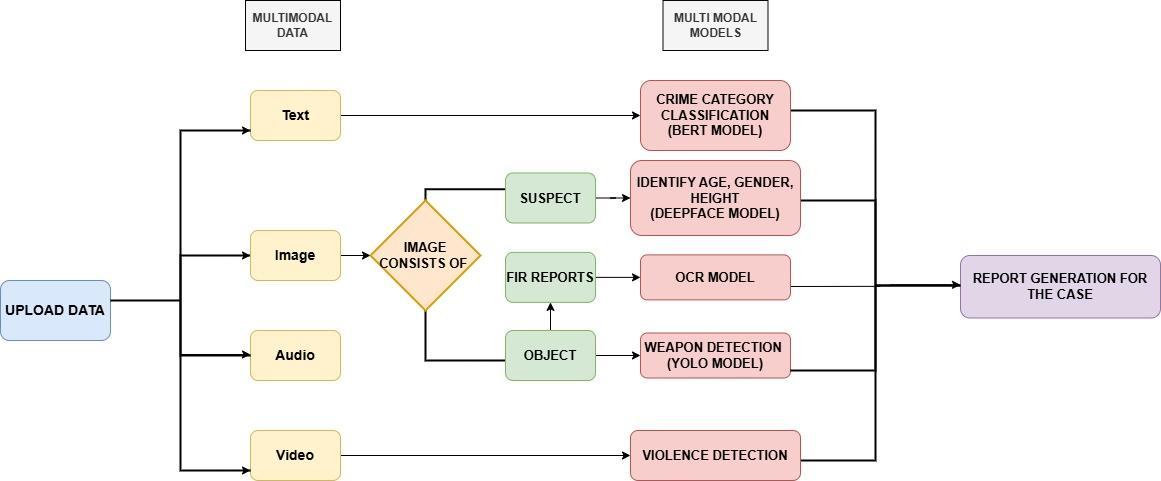 MULTIMODAL
DATA
MULTI MODAL
MODELS
Text
CRIME CATEGORY
CLASSIFICATION
(BERT MODEL)
SUSPECT
IDENTIFY AGE, GENDER,
HEIGHT
(DEEPFACE MODEL)
Image
IMAGE
CONSISTS OF
FIR REPORTS
OCR MODEL
REPORT GENERATION FOR
THE CASE
UPLOAD DATA
Audio
OBJECT
WEAPON DETECTION
(YOLO MODEL)
Video
VIOLENCE DETECTION